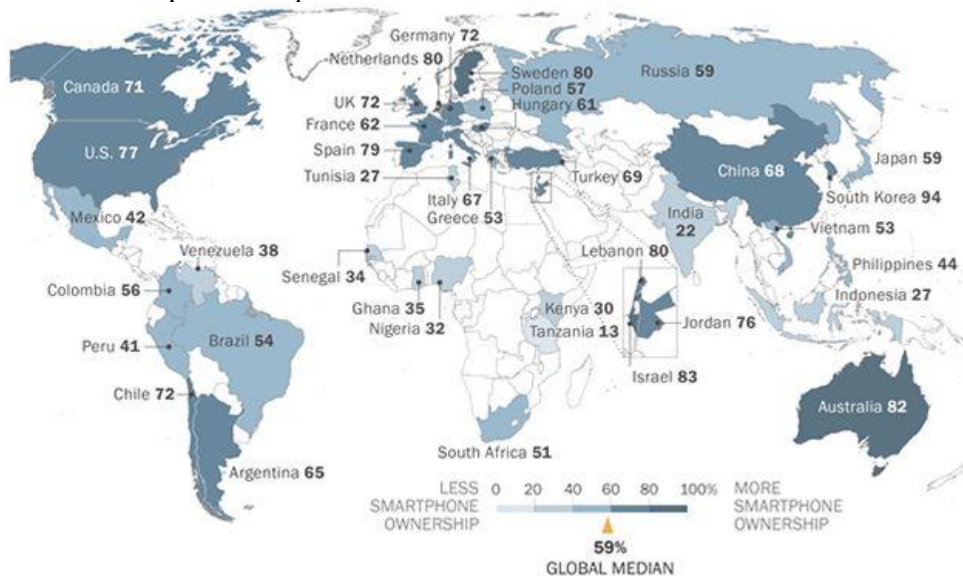 Germany 72
Netherlands 80
Sweden 80
Russia 59
Canada 71
Poland 57
UK 72
Hungary 61
France 62
U.S. 77
Spain 79
China 68
Japan 59
Tunisia 27
Turkey 69
Italy 67
South Korea 94
Greece 53
India
22
Mexico 42
Vietnam 53
Venezuela 38
Lebanon 80
Senegal 34
Philippines 44
Colombia 56
Ghana 35
Kenya 30
Indonesia 27
Nigeria 32
Tanzania 13
Jordan 76
Peru 41
Brazil 54
Israel 83
Chile 72
Australia 82
South Africa 51
Argentina 65
LESS
SMARTPHONE
OWNERSHIP
0 20 40 60 80 100%
MORE
SMARTPHONE
OWNERSHIP
59%
GLOBAL MEDIAN